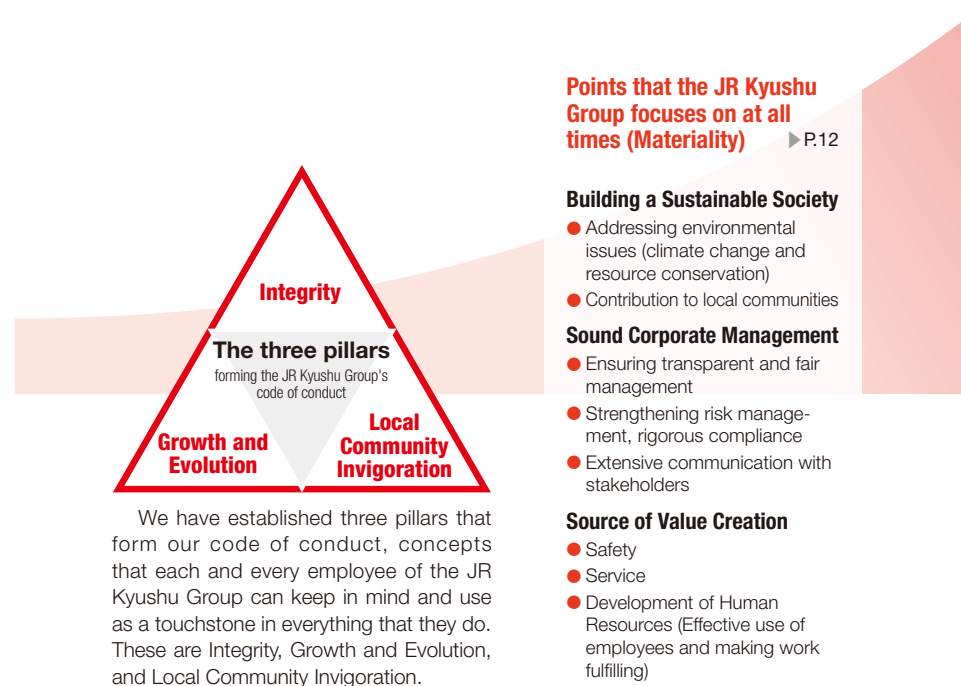 Integrity
The three pillars
forming the JR Kyushu Group's
code of conduct
Growth and
Evolution
Local
Community
Invigoration
We have established three pillars that
form our code of conduct, concepts
that each and every employee of the JR
Kyushu Group can keep in mind and use
as a touchstone in everything that they do.
These are Integrity, Growth and Evolution,
and Local Community Invigoration.
Points that the JR Kyushu
Group focuses on at all
times (Materiality) ▶P.12
Building a Sustainable Society
● Addressing environmental
issues (climate change and
resource conservation)
● Contribution to local communities
Sound Corporate Management
● Ensuring transparent and fair
management
● Strengthening risk manage-
ment, rigorous compliance
● Extensive communication with
stakeholders
Source of Value Creation
● Safety
● Service
● Development of Human
Resources (Effective use of
employees and making work
fulfilling)